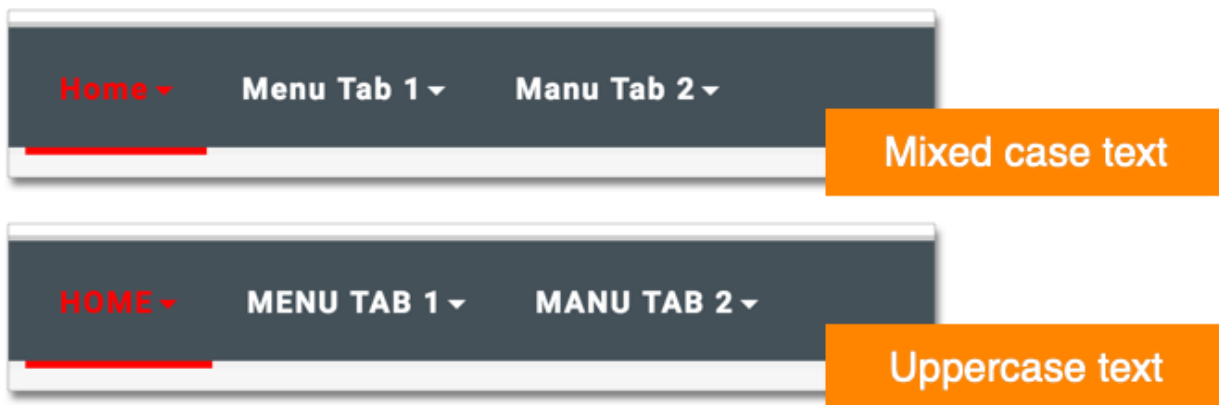 Home Menu Tab 1 Manu Tab 2
Mixed case text
HOME MENU TAB 1 MANU TAB 2
Uppercase text